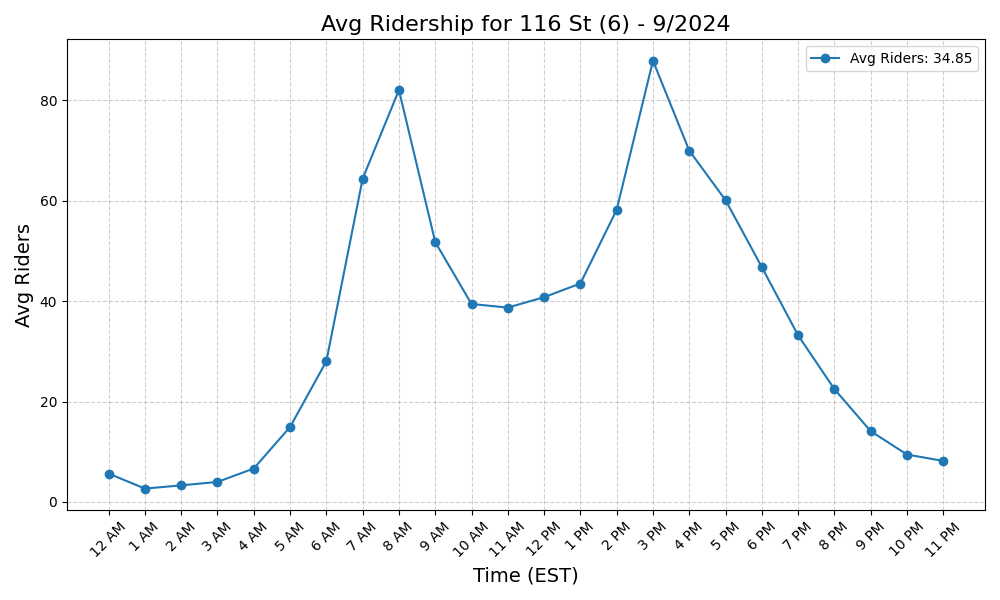 Avg Ridership for 116 St (6) - 9/2024
Avg Riders: 34.85
Avg Riders
80
60
40
20
0
12 AM
1 AM
2 AM
3 AM
4 AM
5 AM
6 AM
7 AM
8 AM
9 AM
10 AM
11 AM
12 PM
1 PM
2 PM
3 PM
4 PM
5 PM
6 PM
7 PM
8 PM
9 PM
10 PM
11 PM
Time (EST)